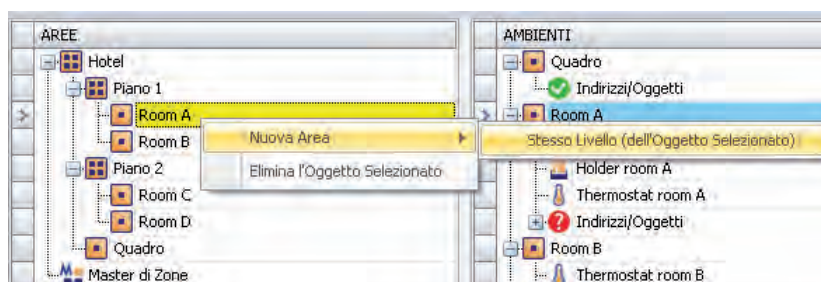 AREE
Hotel
Piano 1
Room A
Room B
Piano 2
Room C
Room D
Quadro
Master di Zone
Nuova Area
Elimina l'Oggetto Selezionato
Stesso Livello (dell'Oggetto Selezionato)
AMBIENTI
Quadro
Indirizzi/Oggetti
Room A
Holder room A
Thermostat room A
Indirizzi/Oggetti
Room B
Thermostat room B